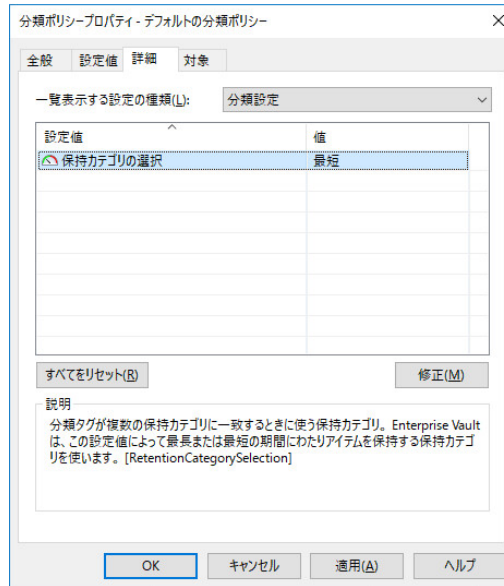 分類ポリシープロパティ - デフォルトの分類ポリシー
全般 設定値 詳細 対象
一覧表示する設定の種類(L): 分類設定
設定値 値
保持カテゴリの選択 最短
すべてをリセット(R) 修正(M)
説明
分類タグが複数の保持カテゴリに一致するときに使う保持カテゴリ。Enterprise Vault
は、この設定値によって最長または最短の期間にわたりアイテムを保持する保持カテゴ
リを使います。[RetentionCategorySelection]
OK キャンセル 適用(A) ヘルプ